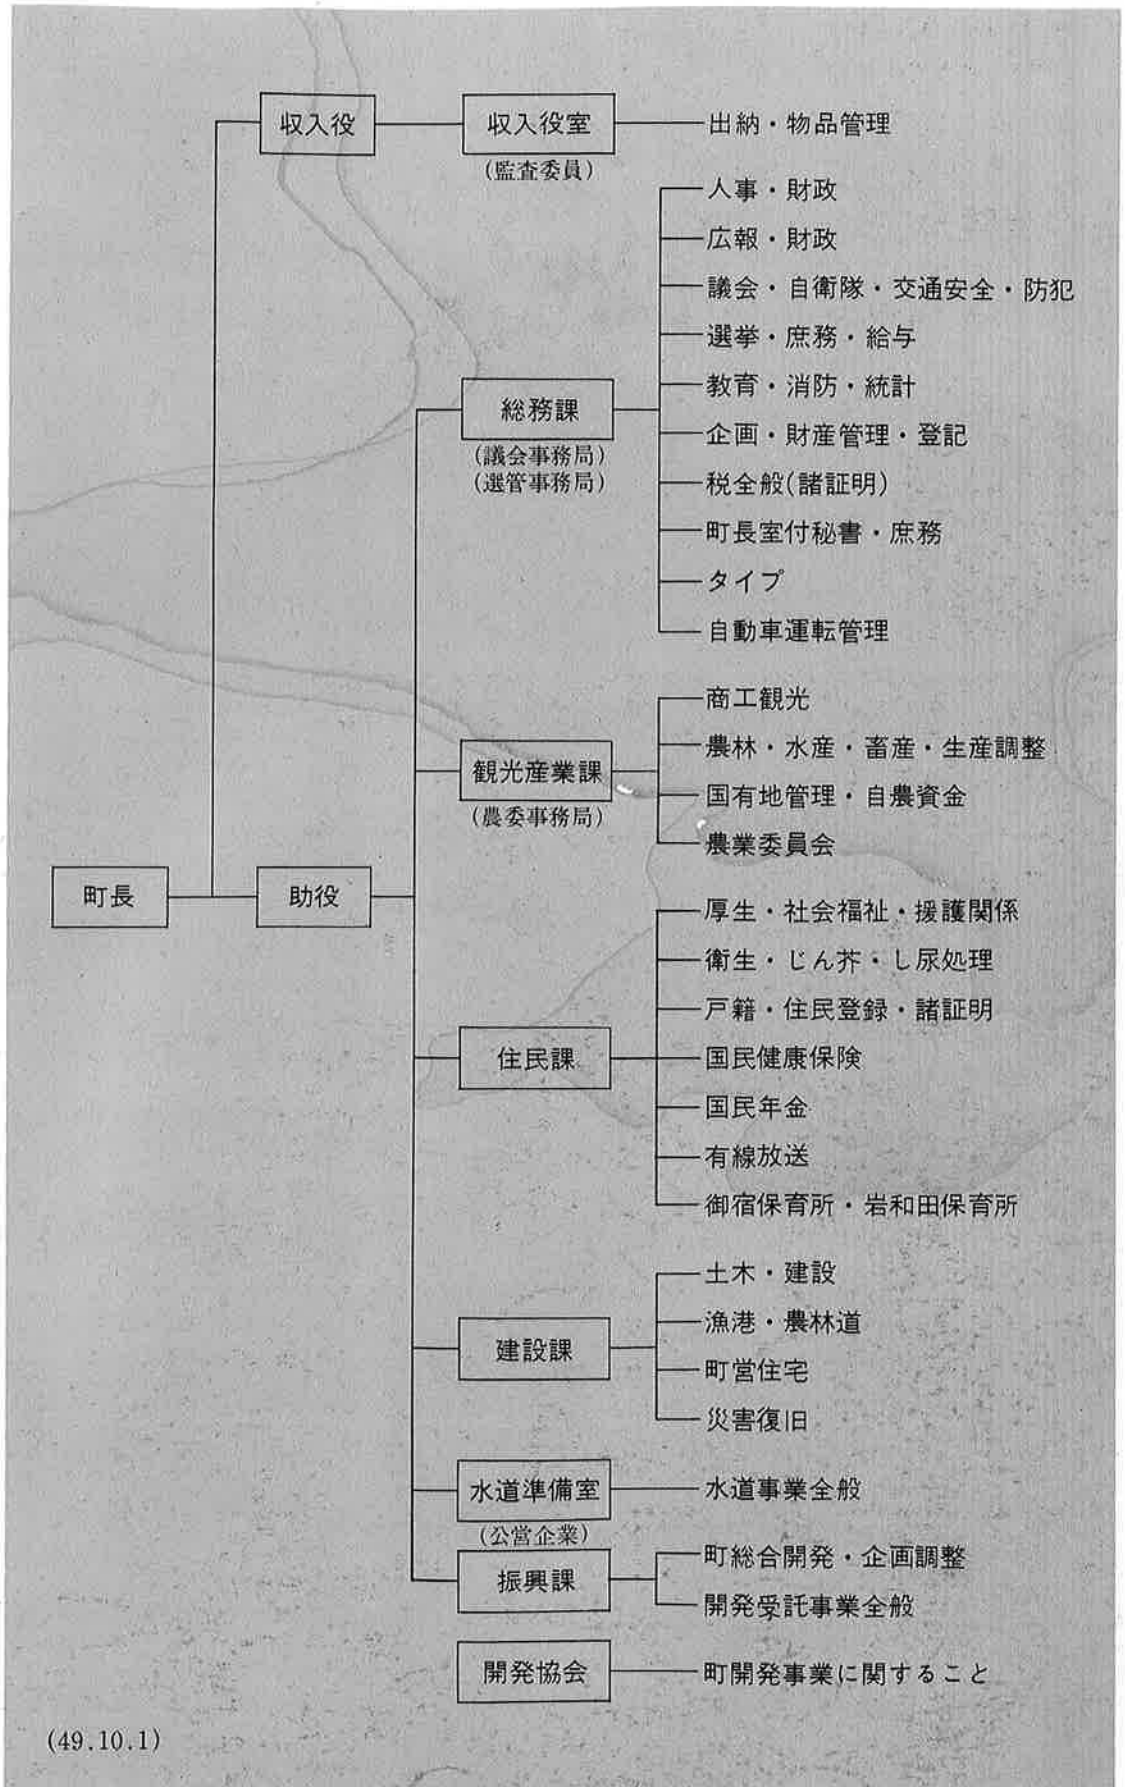 収入役
収入役室
(監査委員)
出納・物品管理
人事・財政
広報・財政
議会・自衛隊・交通安全・防犯
選挙・庶務・給与
教育・消防・統計
総務課
(議会事務局)
(選管事務局)
企画・財産管理・登記
税全般(諸証明)
町長室付秘書・庶務
タイプ
自動車運転管理
商工観光
農林・水産・畜産・生産調整
観光産業課
(農委事務局)
国有地管理・自農資金
農業委員会
町長
助役
厚生・社会福祉・援護関係
衛生・じん芥・し尿処理
戸籍・住民登録・諸証明
住民課
国民健康保険
国民年金
有線放送
御宿保育所・岩和田保育所
土木・建設
漁港・農林道
建設課
町営住宅
災害復旧
水道準備室
(公営企業)
水道事業全般
振興課
町総合開発・企画調整
開発受託事業全般
開発協会
町開発事業に関すること
(49.10.1)